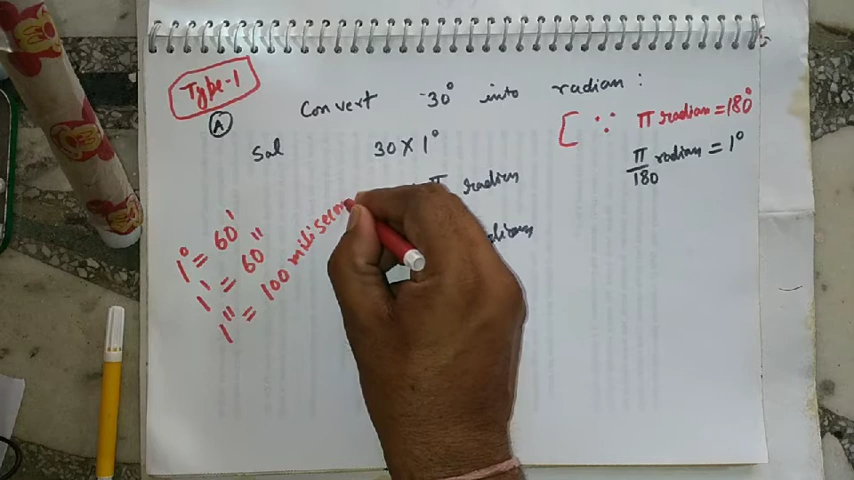 Type-1
Convert -30° into radian :
A
Sol 30 X 1°
[ ∵ π radian = 180°
π/180 radian = 1°
π radian
1° = 60'
1' = 60"
1" = 100 millisecon